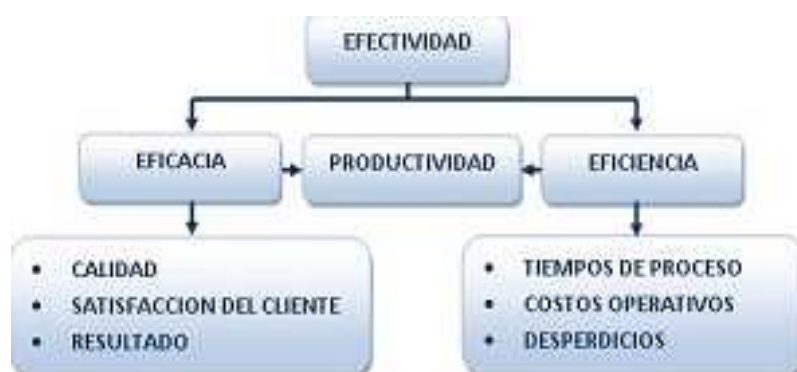 EFECTIVIDAD
EFICACIA
PRODUCTIVIDAD
EFICIENCIA
• CALIDAD
• SATISFACCION DEL CLIENTE
• RESULTADO
• TIEMPOS DE PROCESO
• COSTOS OPERATIVOS
• DESPERDICIOS